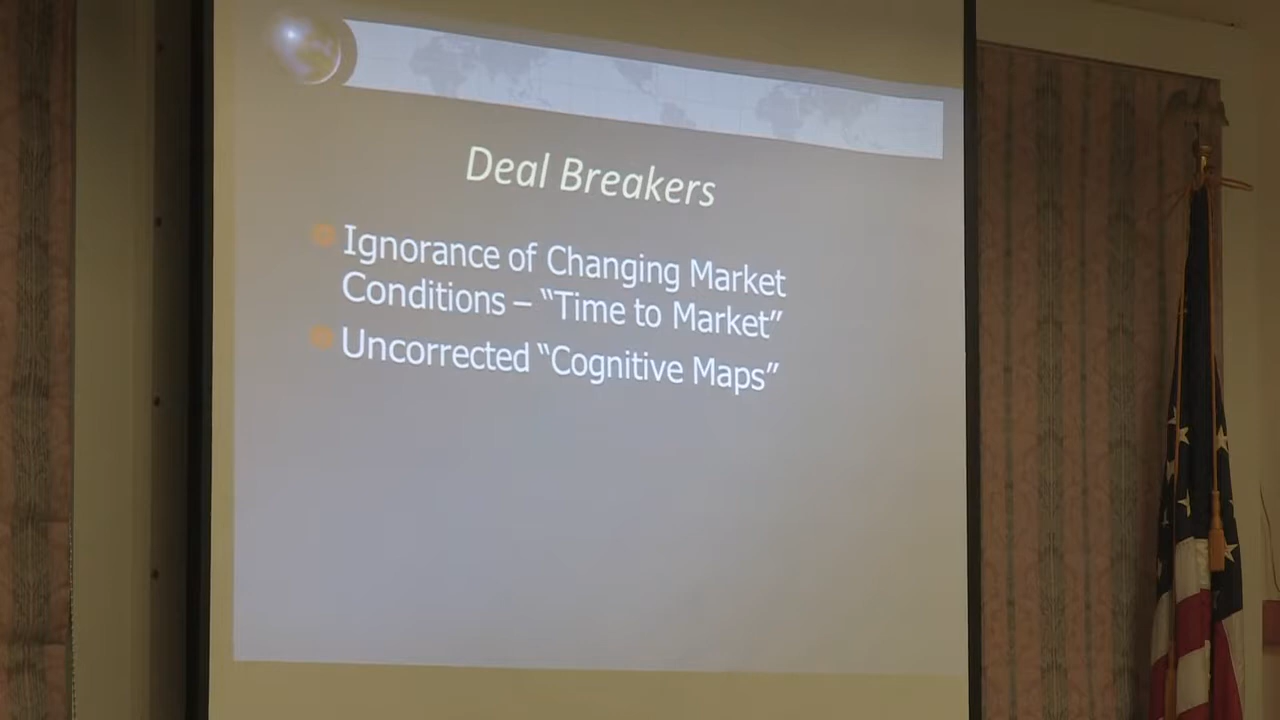 Deal Breakers
Ignorance of Changing Market
Conditions – “Time to Market”
Uncorrected “Cognitive Maps”